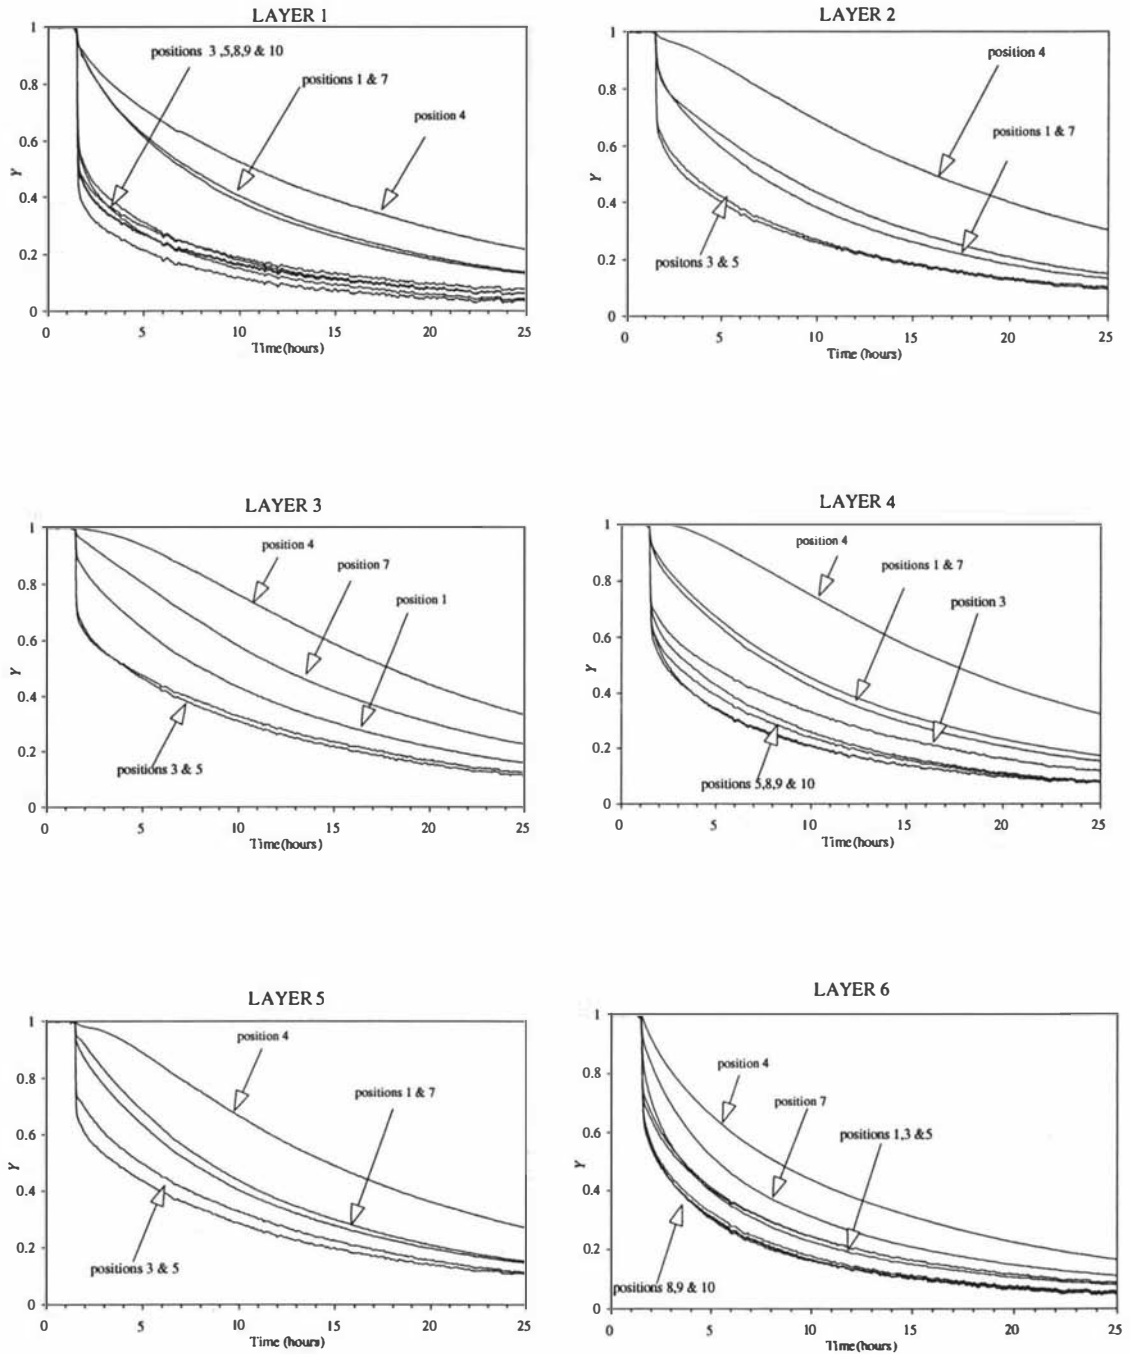 LAYER 1
positions 3 ,5,8,9 & 10
positions 1 & 7
position 4
1
0.8
0.6
Y
0.4
0.2
0
0 5 10 15 20 25
Time(hours)
LAYER 2
position 4
positions 1 & 7
positons 3 & 5
1
0.8
0.6
Y
0.4
0.2
0
0 5 10 15 20 25
Time (hours)
LAYER 3
position 4
position 7
position 1
positions 3 & 5
1
0.8
0.6
Y
0.4
0.2
0
0 5 10 15 20 25
Time(hours)
LAYER 4
position 4
positions 1 & 7
position 3
positions 5,8,9 & 10
1
0.8
0.6
Y
0.4
0.2
0
0 5 10 15 20 25
Time(hours)
LAYER 5
position 4
positions 1 & 7
positions 3 & 5
1
0.8
0.6
Y
0.4
0.2
0
0 5 10 15 20 25
Time (hours)
LAYER 6
position 4
position 7
positions 1,3 &5
positions 8,9 & 10
1
0.8
0.6
Y
0.4
0.2
0
0 5 10 15 20 25
Time (hours)